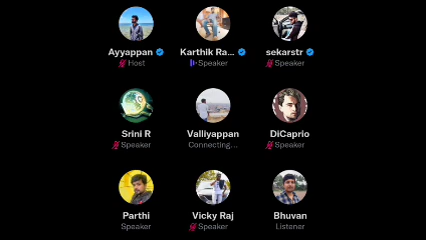 Ayyappan Karthik Ra... sekarstr
Host Speaker Speaker
Srini R Valliyappan DiCaprio
Speaker Connecting... Speaker
Parthi Vicky Raj Bhuvan
Speaker Speaker Listener